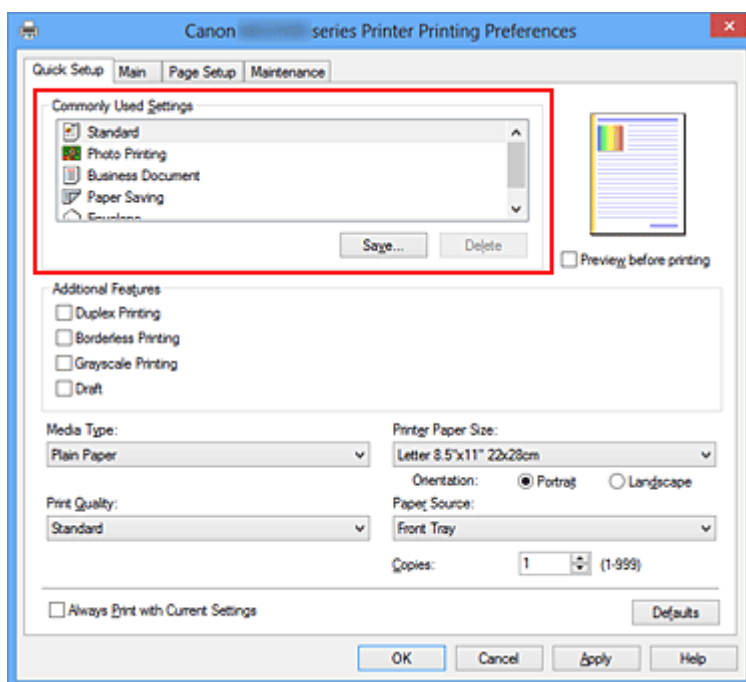 Canon series Printer Printing Preferences
Quick Setup Main Page Setup Maintenance
Commonly Used Settings
Standard
Photo Printing
Business Document
Paper Saving
Envelope
Save... Delete
Preview before printing
Additional Features
Duplex Printing
Borderless Printing
Grayscale Printing
Draft
Media Type: Printer Paper Size:
Plain Paper Letter 8.5"x11" 22x28cm
Orientation: Portrait Landscape
Print Quality: Paper Source:
Standard Front Tray
Copies: 1 (1-999)
Always Print with Current Settings Defaults
OK Cancel Apply Help